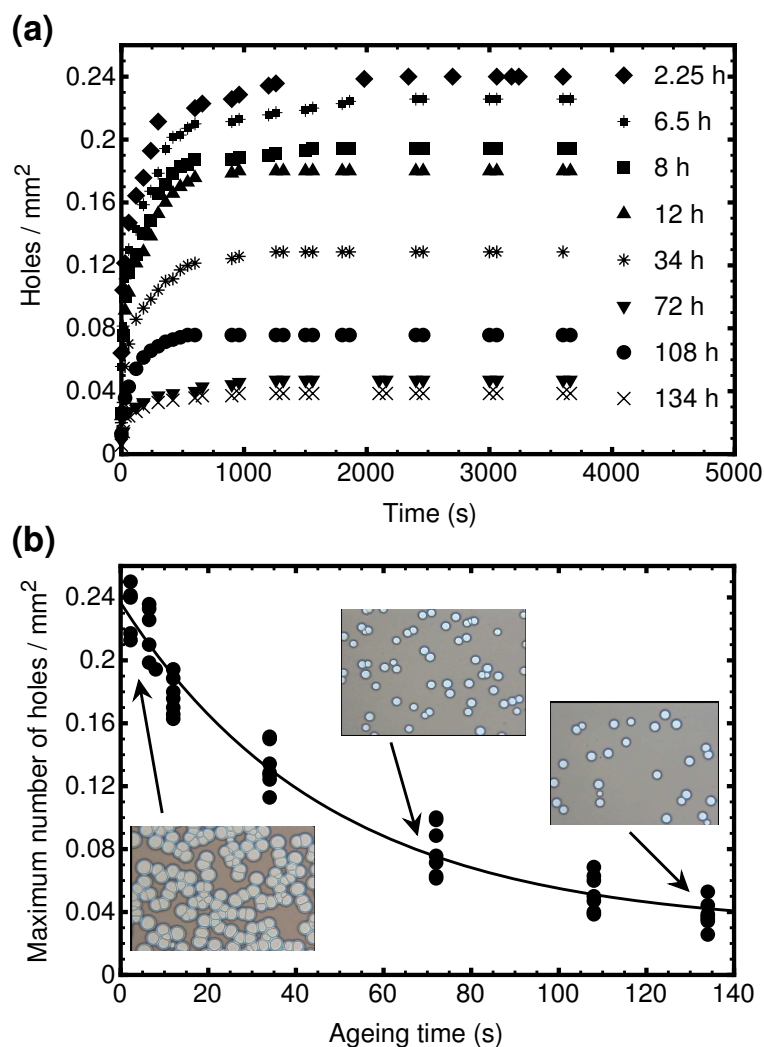 (a)
0.24
0.2
0.16
0.12
0.08
0.04
0
Holes / mm²
2.25 h
6.5 h
8 h
12 h
34 h
72 h
108 h
134 h
0 1000 2000 3000 4000 5000
Time (s)
(b)
0.24
0.2
0.16
0.12
0.08
0.04
0
Maximum number of holes / mm²
0 20 40 60 80 100 120 140
Ageing time (s)